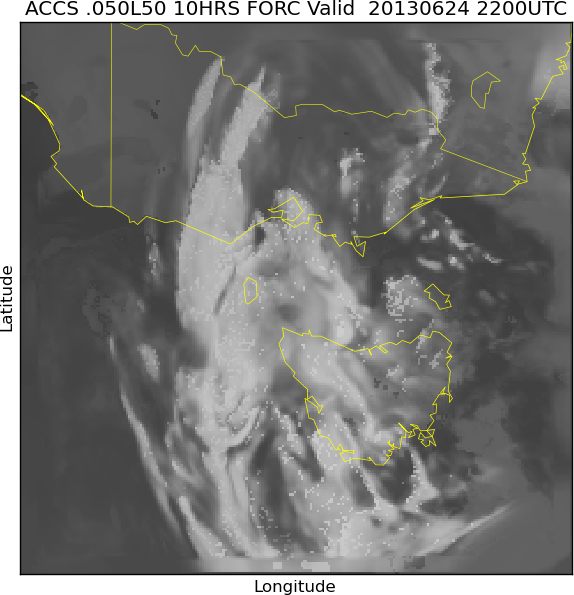 ACCS .050L50 10HRS FORC Valid  20130624 2200UTC
Latitude
Longitude